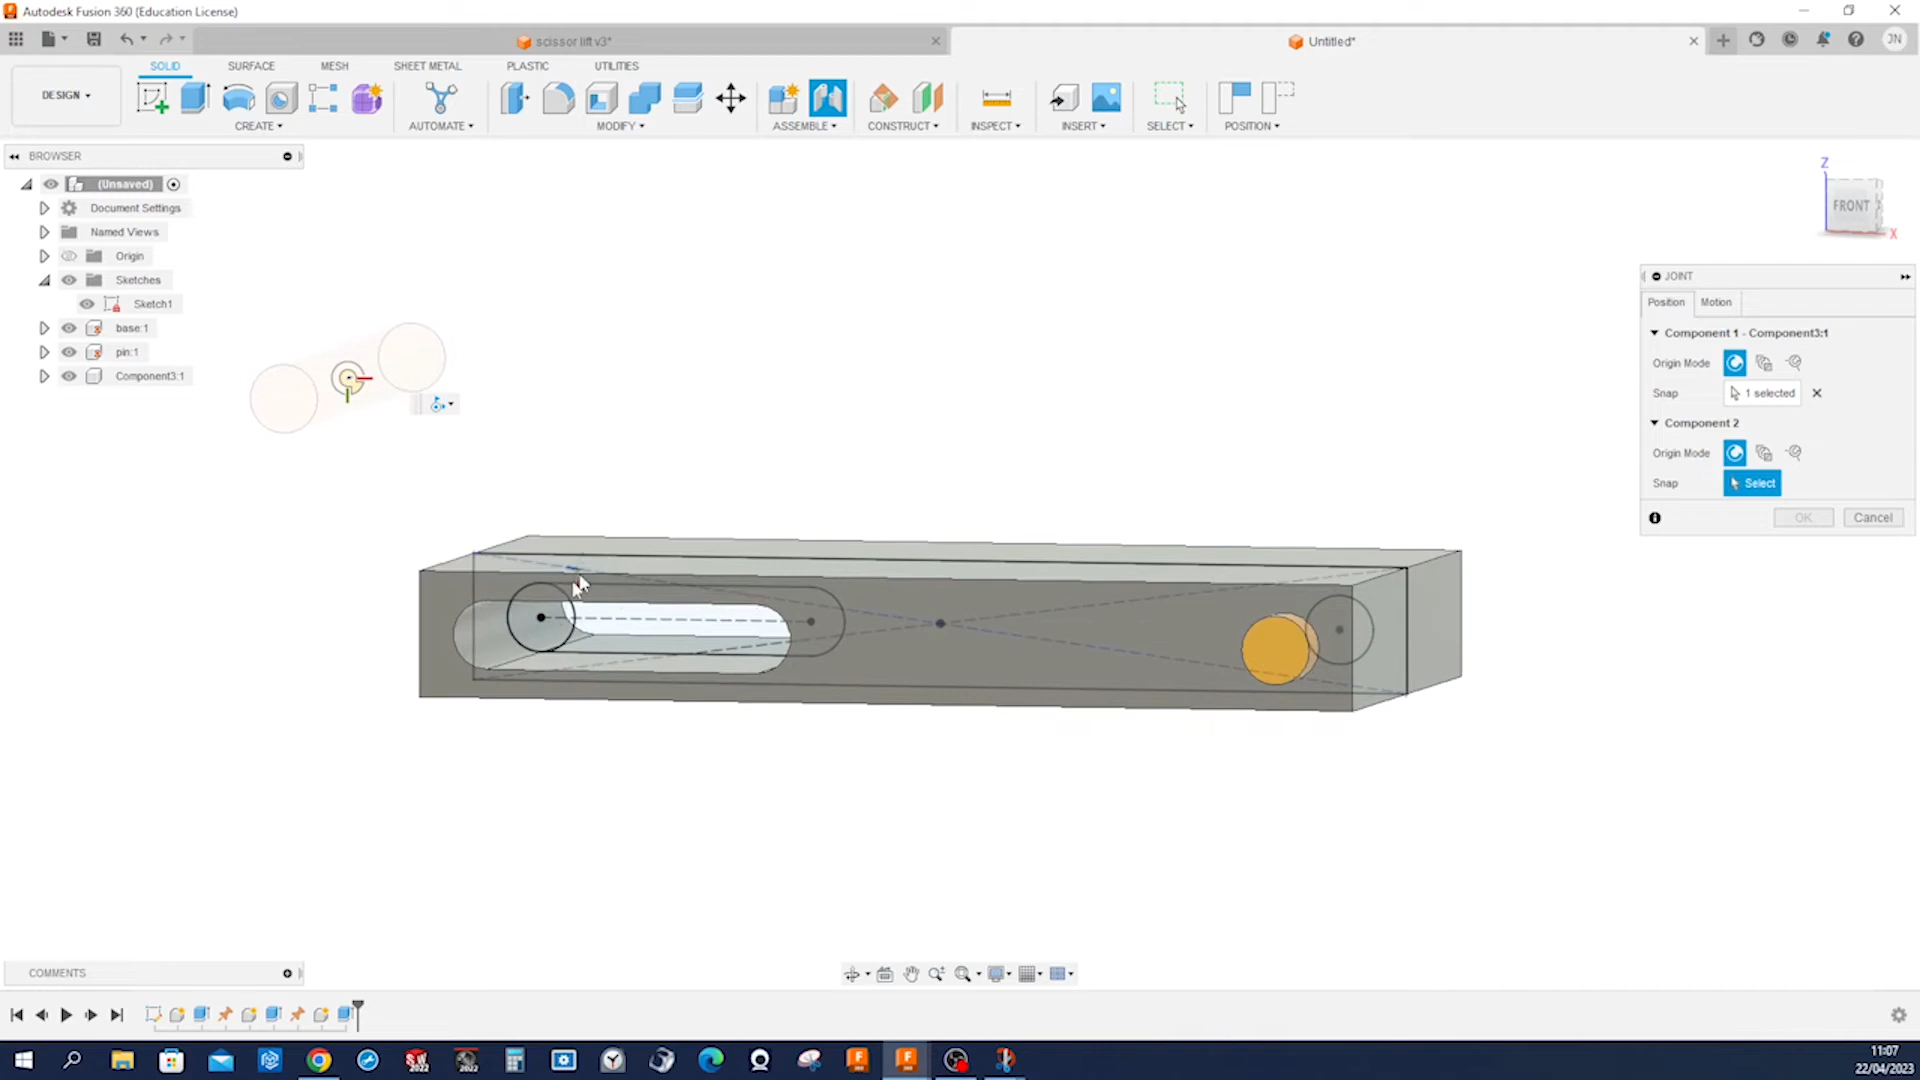 Autodesk Fusion 360 (Education License)
scissor lift v3*
Untitled*
JN
DESIGN
SOLID
SURFACE
MESH
SHEET METAL
PLASTIC
UTILITIES
CREATE
AUTOMATE
MODIFY
ASSEMBLE
CONSTRUCT
INSPECT
INSERT
SELECT
POSITION
BROWSER
(Unsaved)
Document Settings
Named Views
Origin
Sketches
Sketch1
base:1
pin:1
Component3:1
Z
FRONT
X
JOINT
Position
Motion
Component 1 - Component3:1
Origin Mode
Snap
1 selected
Component 2
Origin Mode
Snap
Select
OK
Cancel
COMMENTS
11:07
22/04/2023